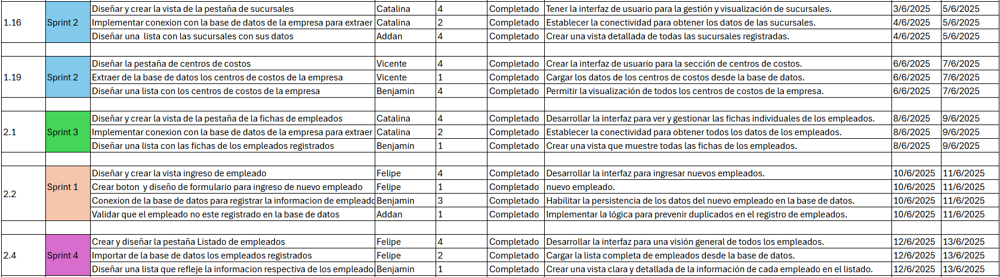 Diseñar y crear la vista de la pestaña de sucursales Catalina 4 Completado Tener la interfaz de usuario para la gestión y visualización de sucursales. 3/6/2025 5/6/2025
1.16 Sprint 2 Implementar conexion con la base de datos de la empresa para extraer Catalina 2 Completado Establecer la conectividad para obtener los datos de las sucursales. 4/6/2025 5/6/2025
Diseñar una  lista con las sucursales con sus datos Addan 4 Completado Crear una vista detallada de todas las sucursales registradas. 4/6/2025 5/6/2025
Diseñar la pestaña de centros de costos Vicente 4 Completado Crear la interfaz de usuario para la sección de centros de costos. 6/6/2025 7/6/2025
1.19 Sprint 2 Extraer de la base de datos los centros de costos de la empresa Vicente 1 Completado Cargar los datos de los centros de costos desde la base de datos. 6/6/2025 7/6/2025
Diseñar una lista con los centros de costos de la empresa Benjamin 4 Completado Permitir la visualización de todos los centros de costos de la empresa. 6/6/2025 7/6/2025
Diseñar y crear la vista de la pestaña de la fichas de empleados Catalina 4 Completado Desarrollar la interfaz para ver y gestionar las fichas individuales de los empleados. 8/6/2025 9/6/2025
2.1 Sprint 3 Implementar conexion con la base de datos de la empresa para extraer Catalina 2 Completado Establecer la conectividad para obtener todos los datos de los empleados. 8/6/2025 9/6/2025
Diseñar una lista con las fichas de los empleados registrados Benjamin 1 Completado Crear una vista que muestre todas las fichas de los empleados. 8/6/2025 9/6/2025
Diseñar y crear la vista ingreso de empleado Felipe 4 Completado Desarrollar la interfaz para ingresar nuevos empleados. 10/6/2025 11/6/2025
2.2 Sprint 1 Crear boton  y diseño de formulario para ingreso de nuevo empleado Felipe 1 Completado nuevo empleado. 10/6/2025 11/6/2025
Conexion de la base de datos para registrar la informacion de empleado Benjamin 3 Completado Habilitar la persistencia de los datos del nuevo empleado en la base de datos. 10/6/2025 11/6/2025
Validar que el empleado no este registrado en la base de datos Addan 1 Completado Implementar la lógica para prevenir duplicados en el registro de empleados. 10/6/2025 11/6/2025
Crear y diseñar la pestaña Listado de empleados Felipe 4 Completado Desarrollar la interfaz para una visión general de todos los empleados. 12/6/2025 13/6/2025
2.4 Sprint 4 Importar de la base de datos los empleados registrados Felipe 2 Completado Cargar la lista completa de empleados desde la base de datos. 12/6/2025 13/6/2025
Diseñar una lista que refleje la informacion respectiva de los empleados Benjamin 1 Completado Crear una vista clara y detallada de la información de cada empleado en el listado. 12/6/2025 13/6/2025